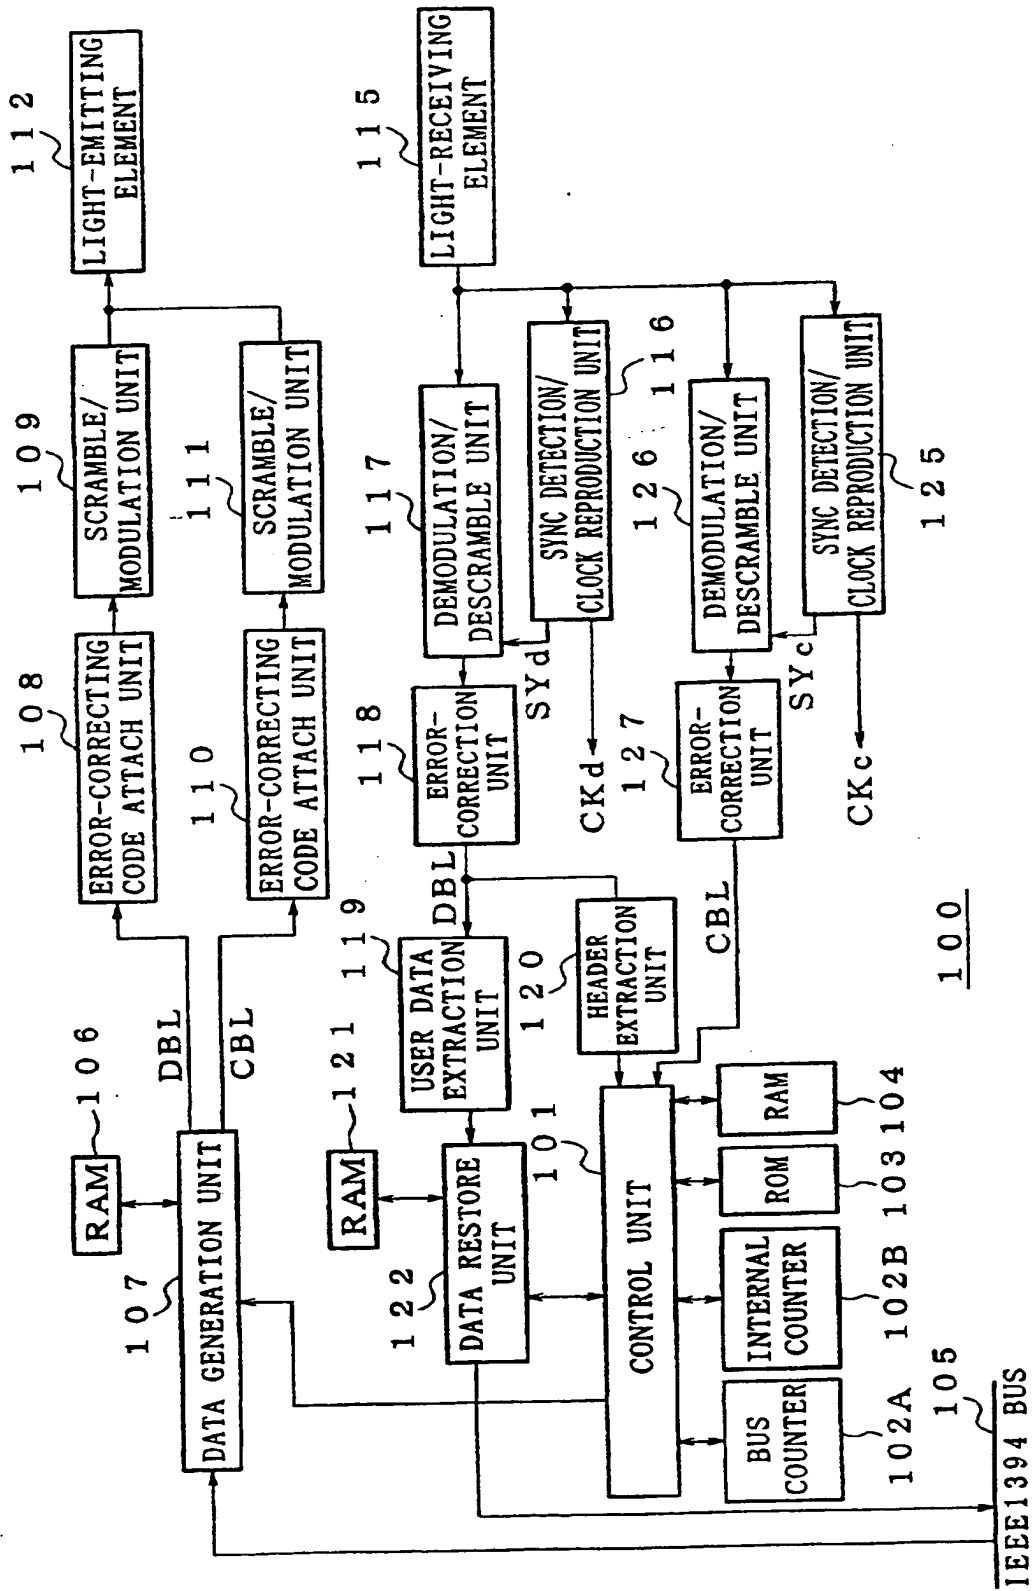 112
LIGHT-EMITTING
ELEMENT
109
SCRAMBLE/
MODULATION UNIT
111
SCRAMBLE/
MODULATION UNIT
108
ERROR-CORRECTING
CODE ATTACH UNIT
110
ERROR-CORRECTING
CODE ATTACH UNIT
DBL
CBL
106
RAM
107
DATA GENERATION UNIT
115
LIGHT-RECEIVING
ELEMENT
117
DEMODULATION/
DESCRAMBLE UNIT
SYNC DETECTION/
CLOCK REPRODUCTION UNIT
116
126
DEMODULATION/
DESCRAMBLE UNIT
SYNC DETECTION/
CLOCK REPRODUCTION UNIT
125
118
ERROR-
CORRECTION
UNIT
SYd
CKd
127
ERROR-
CORRECTION
UNIT
SYc
CKc
DBL
119
USER DATA
EXTRACTION
UNIT
120
HEADER
EXTRACTION
UNIT
CBL
121
RAM
122
DATA RESTORE
UNIT
101
CONTROL UNIT
RAM
104
ROM
103
INTERNAL
COUNTER
102B
BUS
COUNTER
102A
105
IEEE1394 BUS
100